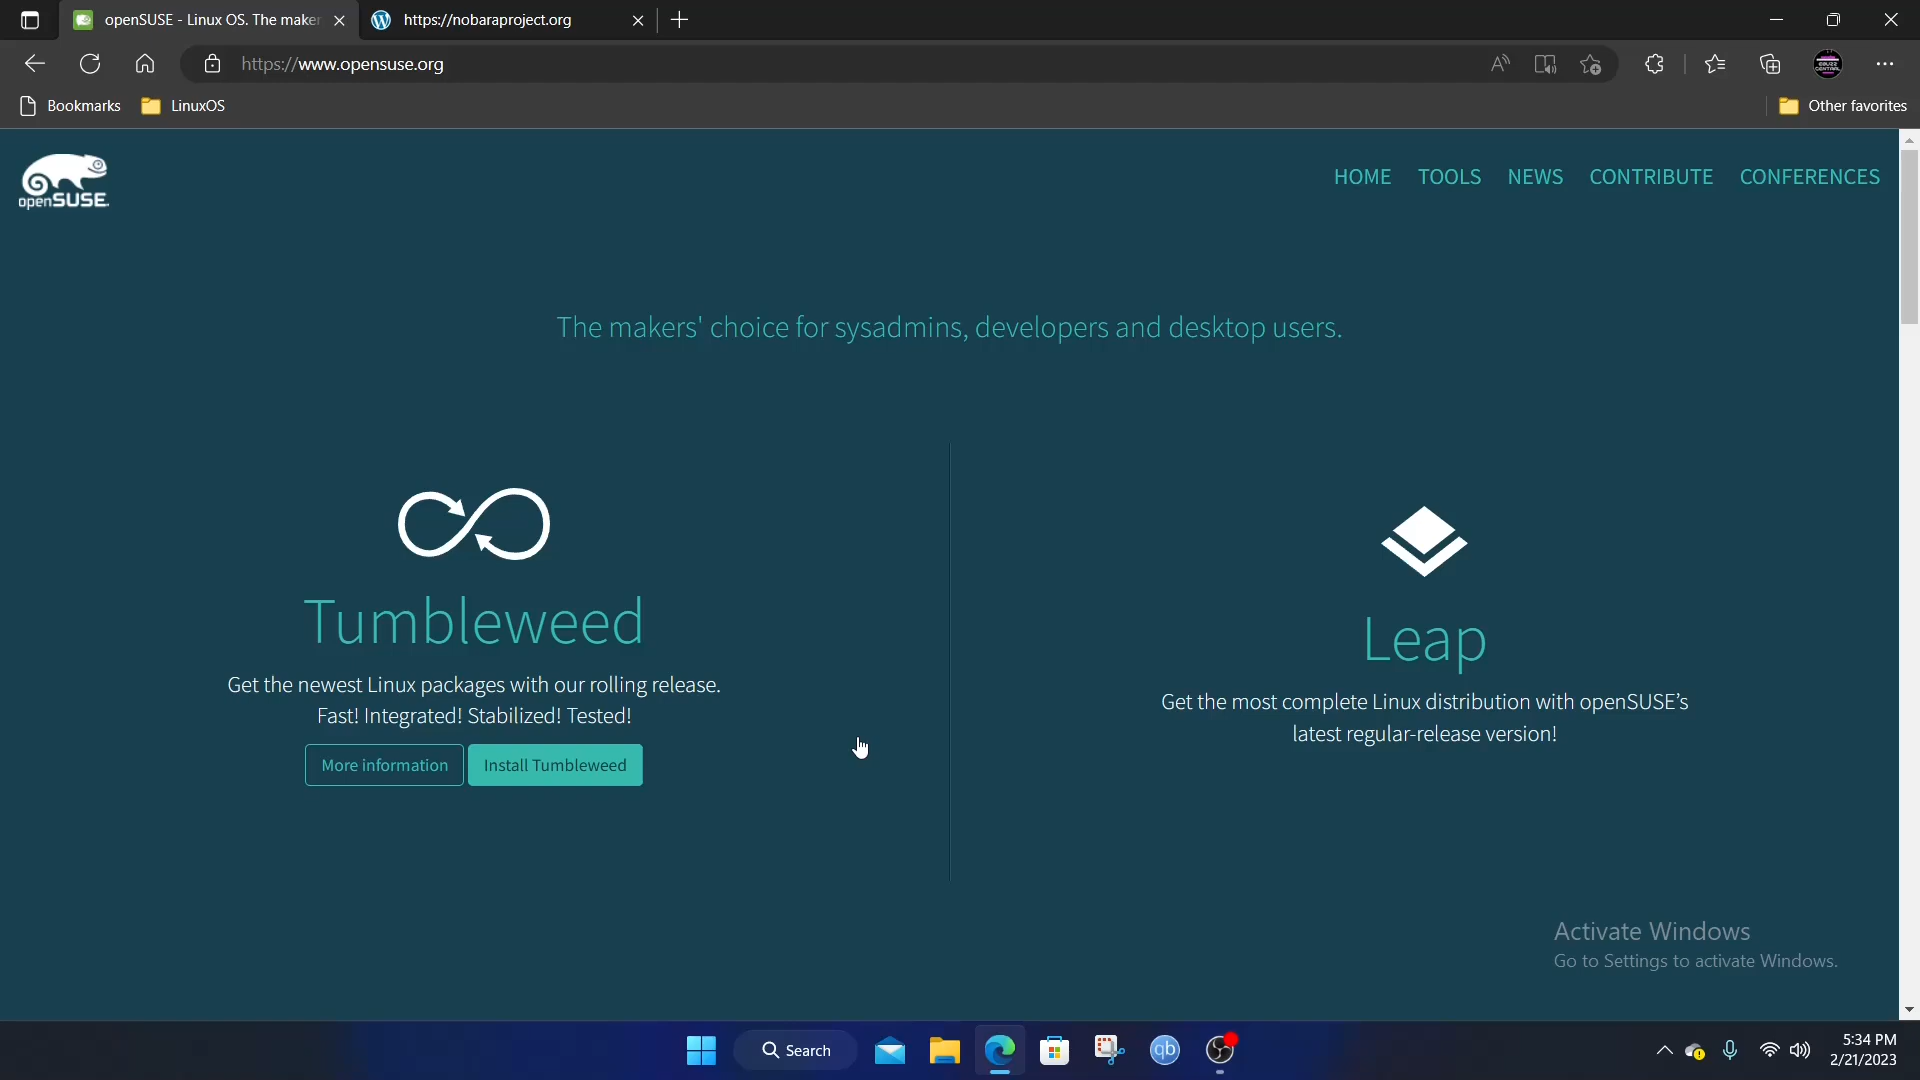 openSUSE - Linux OS. The maker
https://nobaraproject.org
https://www.opensuse.org
Bookmarks
LinuxOS
Other favorites
openSUSE.
HOME
TOOLS
NEWS
CONTRIBUTE
CONFERENCES
The makers' choice for sysadmins, developers and desktop users.
Tumbleweed
Get the newest Linux packages with our rolling release.
Fast! Integrated! Stabilized! Tested!
More information
Install Tumbleweed
Leap
Get the most complete Linux distribution with openSUSE’s
latest regular-release version!
Activate Windows
Go to Settings to activate Windows.
Search
qb
5:34 PM
2/21/2023